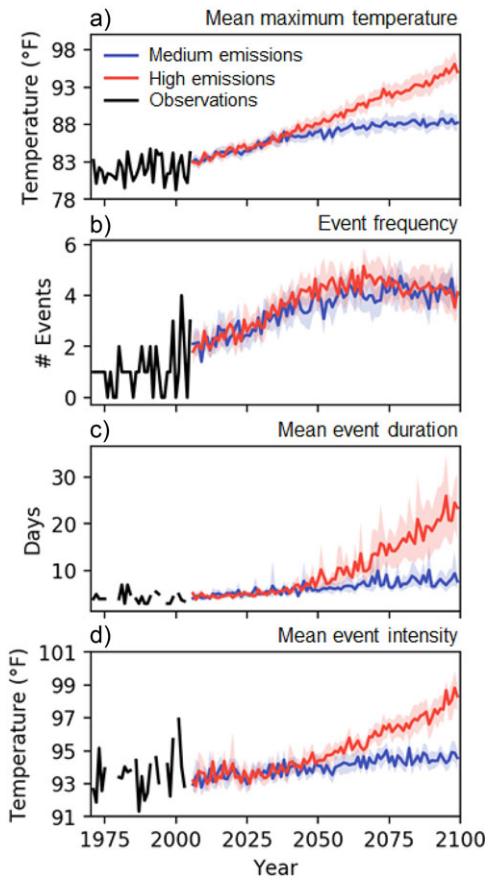 a) Mean maximum temperature
Temperature (°F)
98
93
88
83
78
Medium emissions
High emissions
Observations
b) Event frequency
# Events
6
4
2
0
c) Mean event duration
Days
30
20
10
d) Mean event intensity
Temperature (°F)
101
99
97
95
93
91
1975 2000 2025 2050 2075 2100
Year